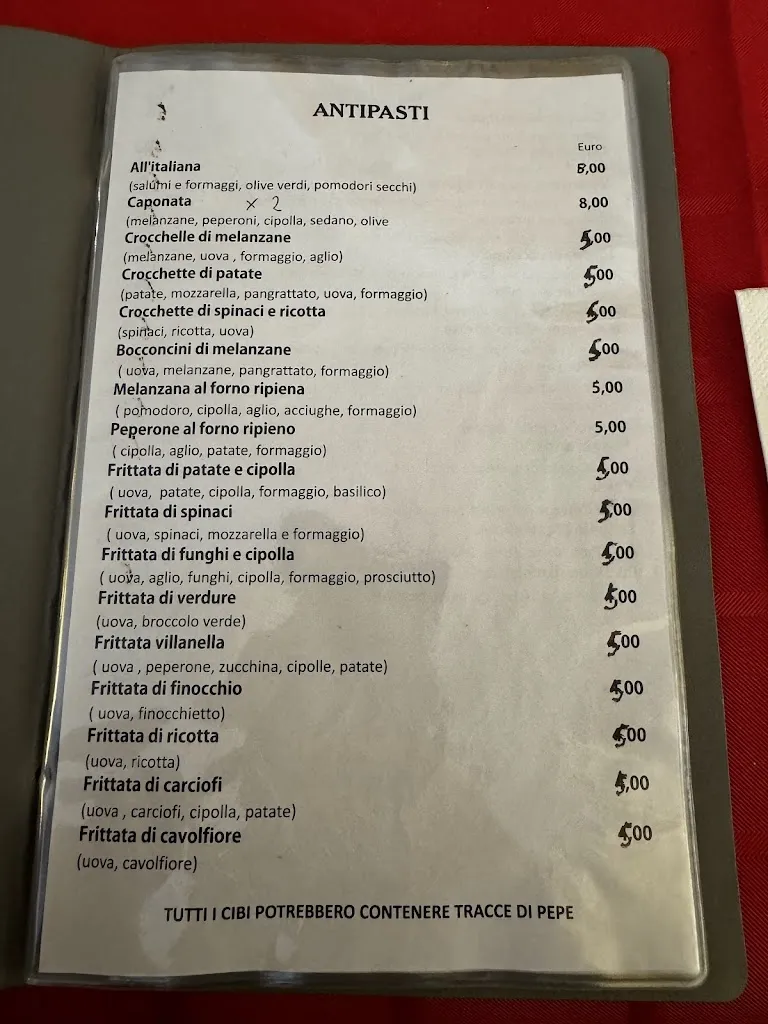 ANTIPASTI
Euro
All'italiana 8,00
(salumi e formaggi, olive verdi, pomodori secchi)
Caponata x 2 8,00
(melanzane, peperoni, cipolla, sedano, olive
Crocchelle di melanzane 5,00
(melanzane, uova , formaggio, aglio)
Crocchette di patate 5,00
(patate, mozzarella, pangrattato, uova, formaggio)
Crocchette di spinaci e ricotta 5,00
(spinaci, ricotta, uova)
Bocconcini di melanzane 5,00
( uova, melanzane, pangrattato, formaggio)
Melanzana al forno ripiena 5,00
( pomodoro, cipolla, aglio, acciughe, formaggio)
Peperone al forno ripieno 5,00
( cipolla, aglio, patate, formaggio)
Frittata di patate e cipolla 5,00
( uova, patate, cipolla, formaggio, basilico)
Frittata di spinaci 5,00
( uova, spinaci, mozzarella e formaggio)
Frittata di funghi e cipolla 5,00
( uova, aglio, funghi, cipolla, formaggio, prosciutto)
Frittata di verdure 5,00
(uova, broccolo verde)
Frittata villanella 5,00
( uova , peperone, zucchina, cipolle, patate)
Frittata di finocchio 5,00
( uova, finocchietto)
Frittata di ricotta 5,00
(uova, ricotta)
Frittata di carciofi 5,00
(uova , carciofi, cipolla, patate)
Frittata di cavolfiore 5,00
(uova, cavolfiore)
TUTTI I CIBI POTREBBERO CONTENERE TRACCE DI PEPE